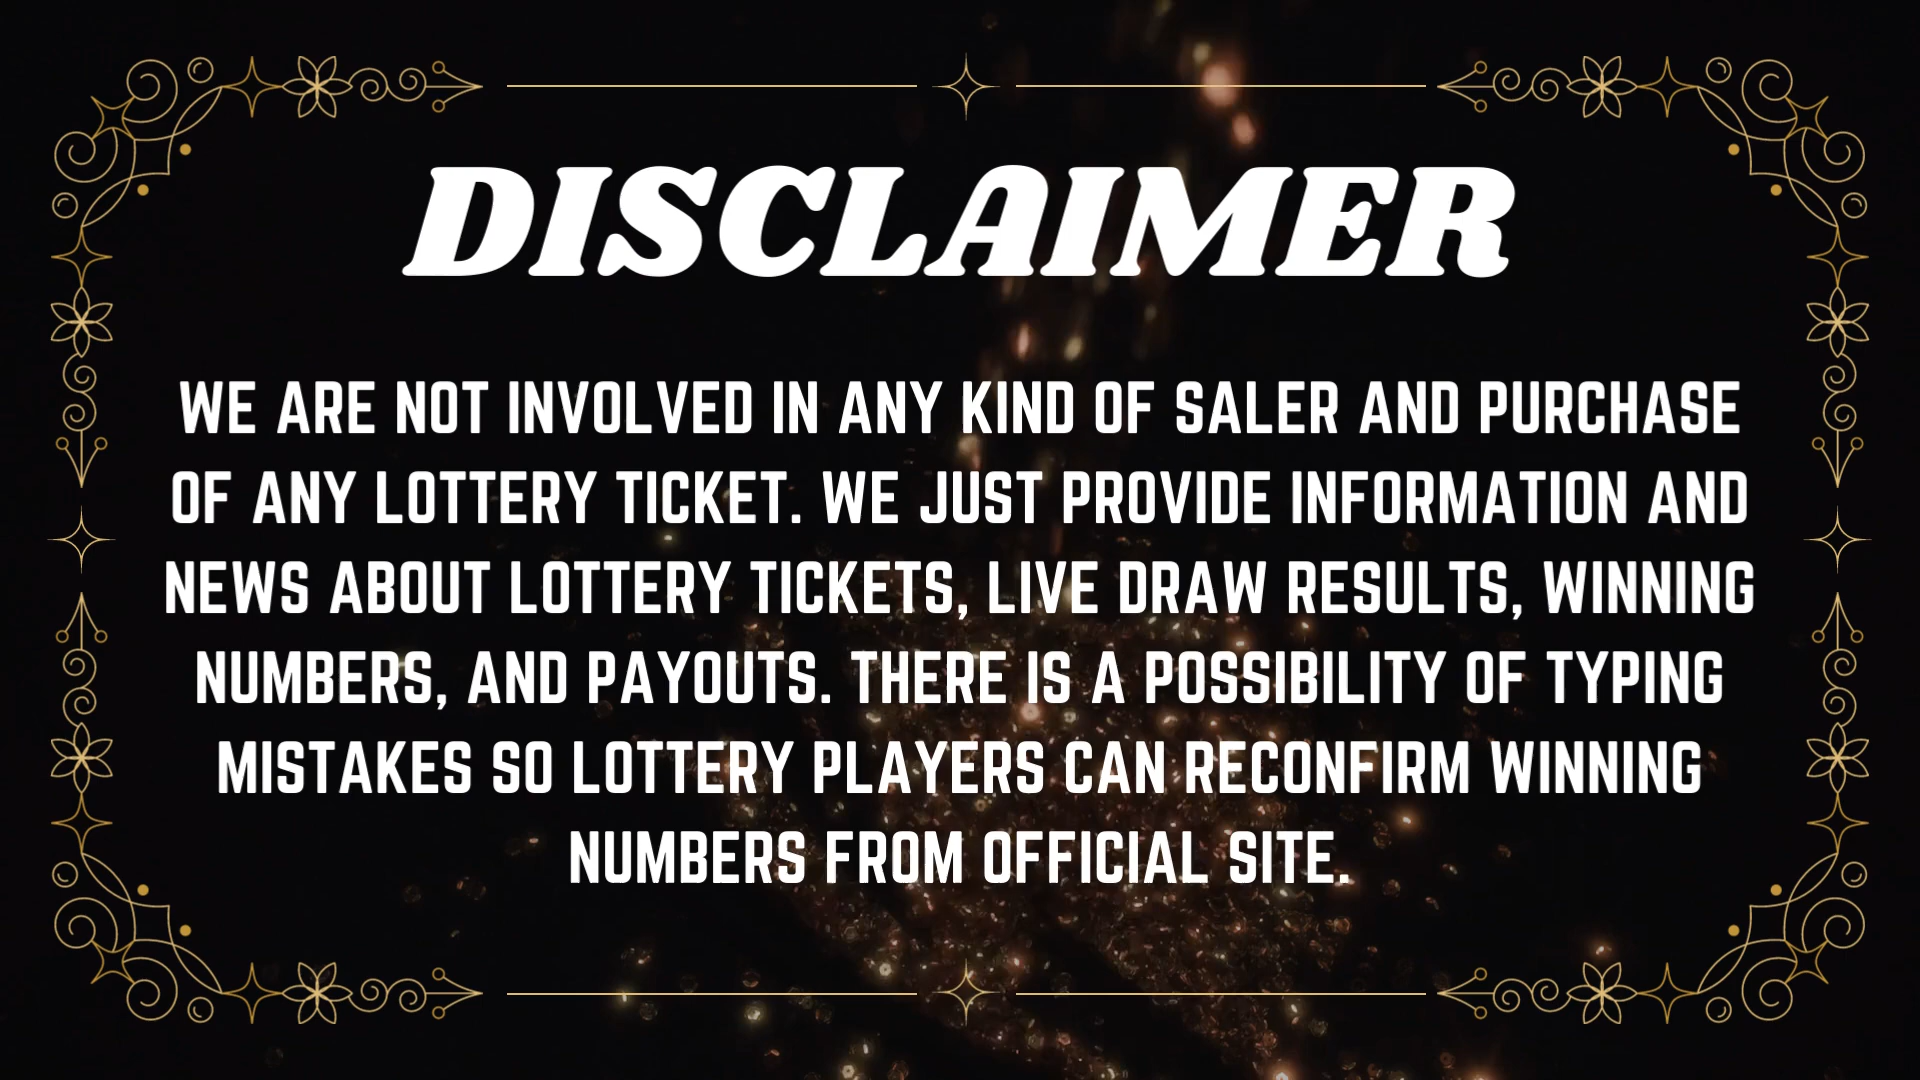 DISCLAIMER
WE ARE NOT INVOLVED IN ANY KIND OF SALER AND PURCHASE
OF ANY LOTTERY TICKET. WE JUST PROVIDE INFORMATION AND
NEWS ABOUT LOTTERY TICKETS, LIVE DRAW RESULTS, WINNING
NUMBERS, AND PAYOUTS. THERE IS A POSSIBILITY OF TYPING
MISTAKES SO LOTTERY PLAYERS CAN RECONFIRM WINNING
NUMBERS FROM OFFICIAL SITE.